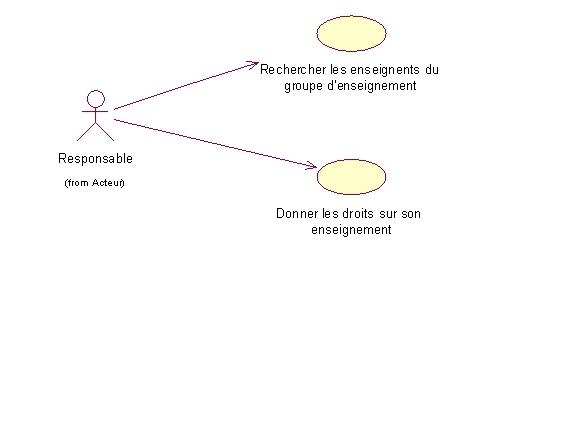 Rechercher les enseignents du
groupe d'enseignement
Responsable
(from Acteur)
Donner les droits sur son
enseignement